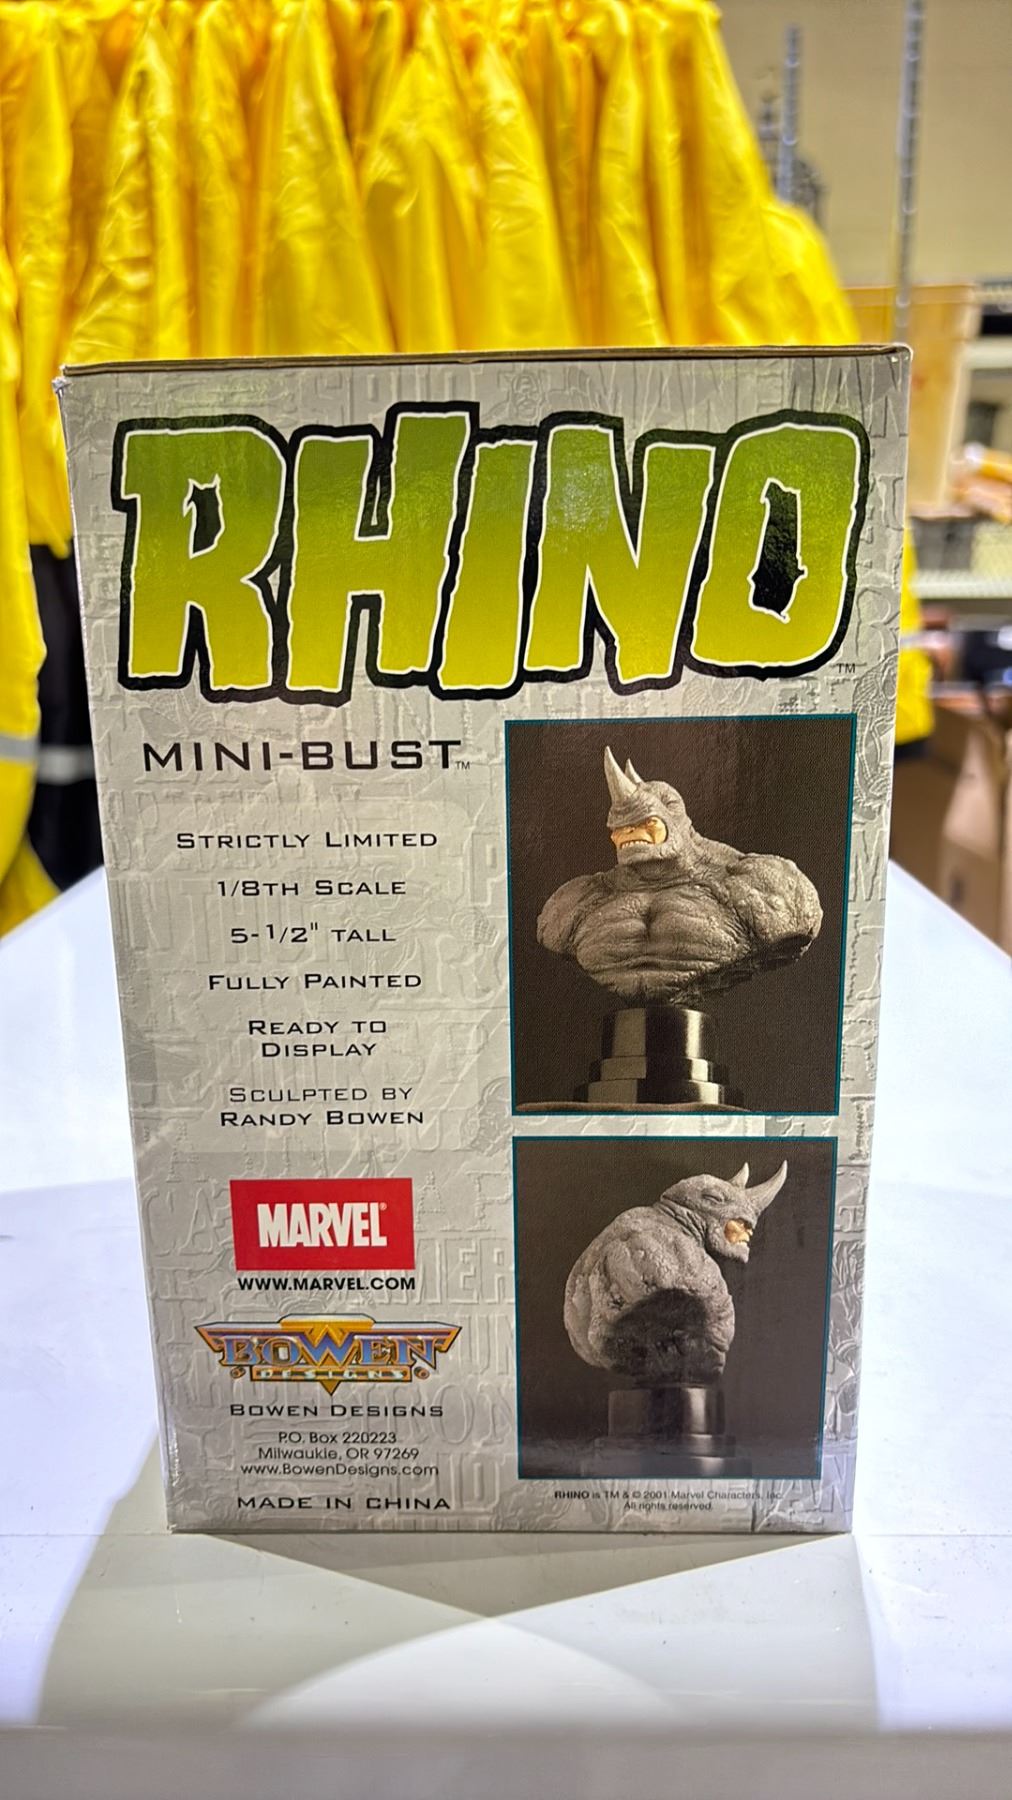 RHINO™
MINI-BUST™
STRICTLY LIMITED
1/8TH SCALE
5-1/2" TALL
FULLY PAINTED
READY TO
DISPLAY
SCULPTED BY
RANDY BOWEN
MARVEL®
WWW.MARVEL.COM
BOWEN
DESIGNS
BOWEN DESIGNS
P.O. Box 220223
Milwaukie, OR 97269
www.BowenDesigns.com
MADE IN CHINA
RHINO is TM & © 2001 Marvel Characters, Inc.
All rights reserved.